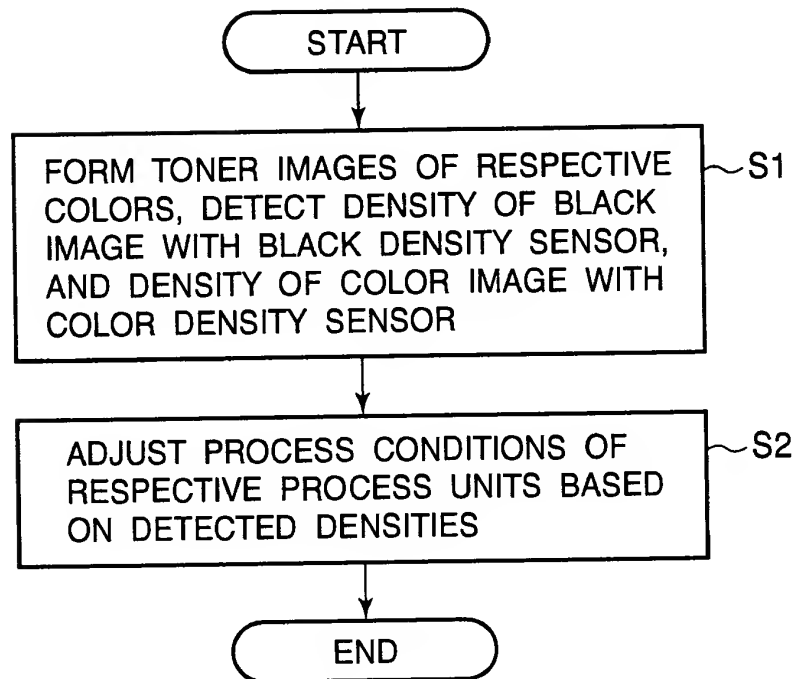 START
FORM TONER IMAGES OF RESPECTIVE
COLORS, DETECT DENSITY OF BLACK
IMAGE WITH BLACK DENSITY SENSOR,
AND DENSITY OF COLOR IMAGE WITH
COLOR DENSITY SENSOR
S1
ADJUST PROCESS CONDITIONS OF
RESPECTIVE PROCESS UNITS BASED
ON DETECTED DENSITIES
S2
END